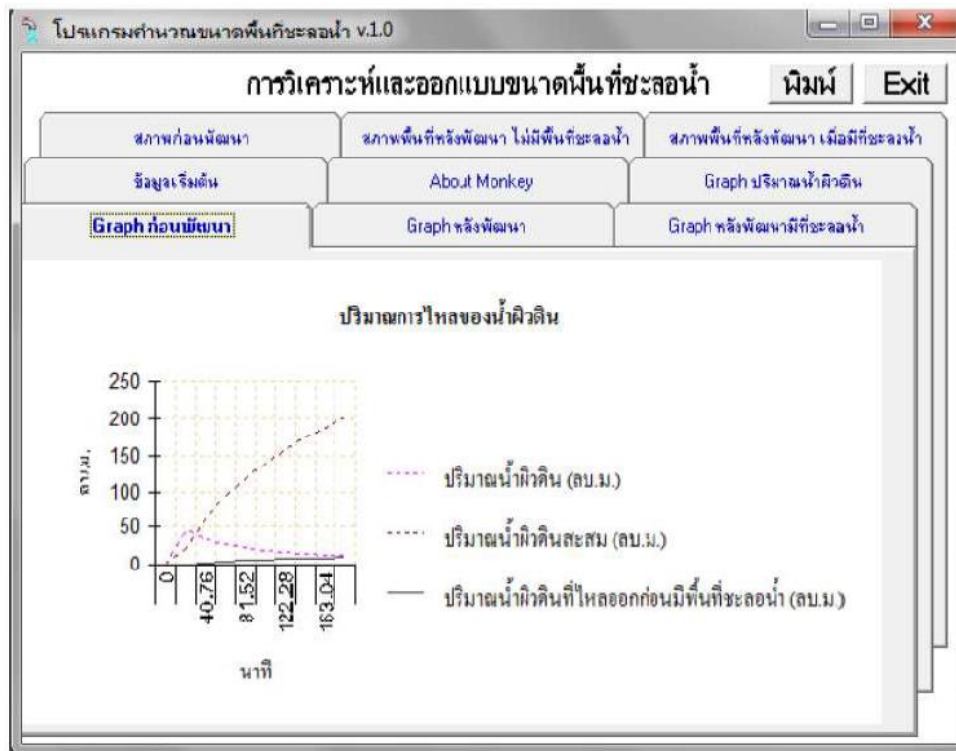 โปรแกรมคำนวณขนาดพื้นที่ชะลอน้ำ v.1.0
การวิเคราะห์และออกแบบขนาดพื้นที่ชะลอน้ำ พิมพ์ Exit
สภาพก่อนพัฒนา สภาพพื้นที่หลังพัฒนา ไม่มีพื้นที่ชะลอน้ำ สภาพพื้นที่หลังพัฒนา เมื่อมีที่ชะลอน้ำ
ข้อมูลเริ่มต้น About Monkey Graph ปริมาณน้ำผิวดิน
Graph ก่อนพัฒนา Graph หลังพัฒนา Graph หลังพัฒนามีที่ชะลอน้ำ
ปริมาณการไหลของน้ำผิวดิน
250
200
150
100
50
0
ลบ.ม.
0 40.76 81.52 122.28 163.04
นาที
ปริมาณน้ำผิวดิน (ลบ.ม.)
ปริมาณน้ำผิวดินสะสม (ลบ.ม.)
ปริมาณน้ำผิวดินที่ไหลออกก่อนมีพื้นที่ชะลอน้ำ (ลบ.ม.)